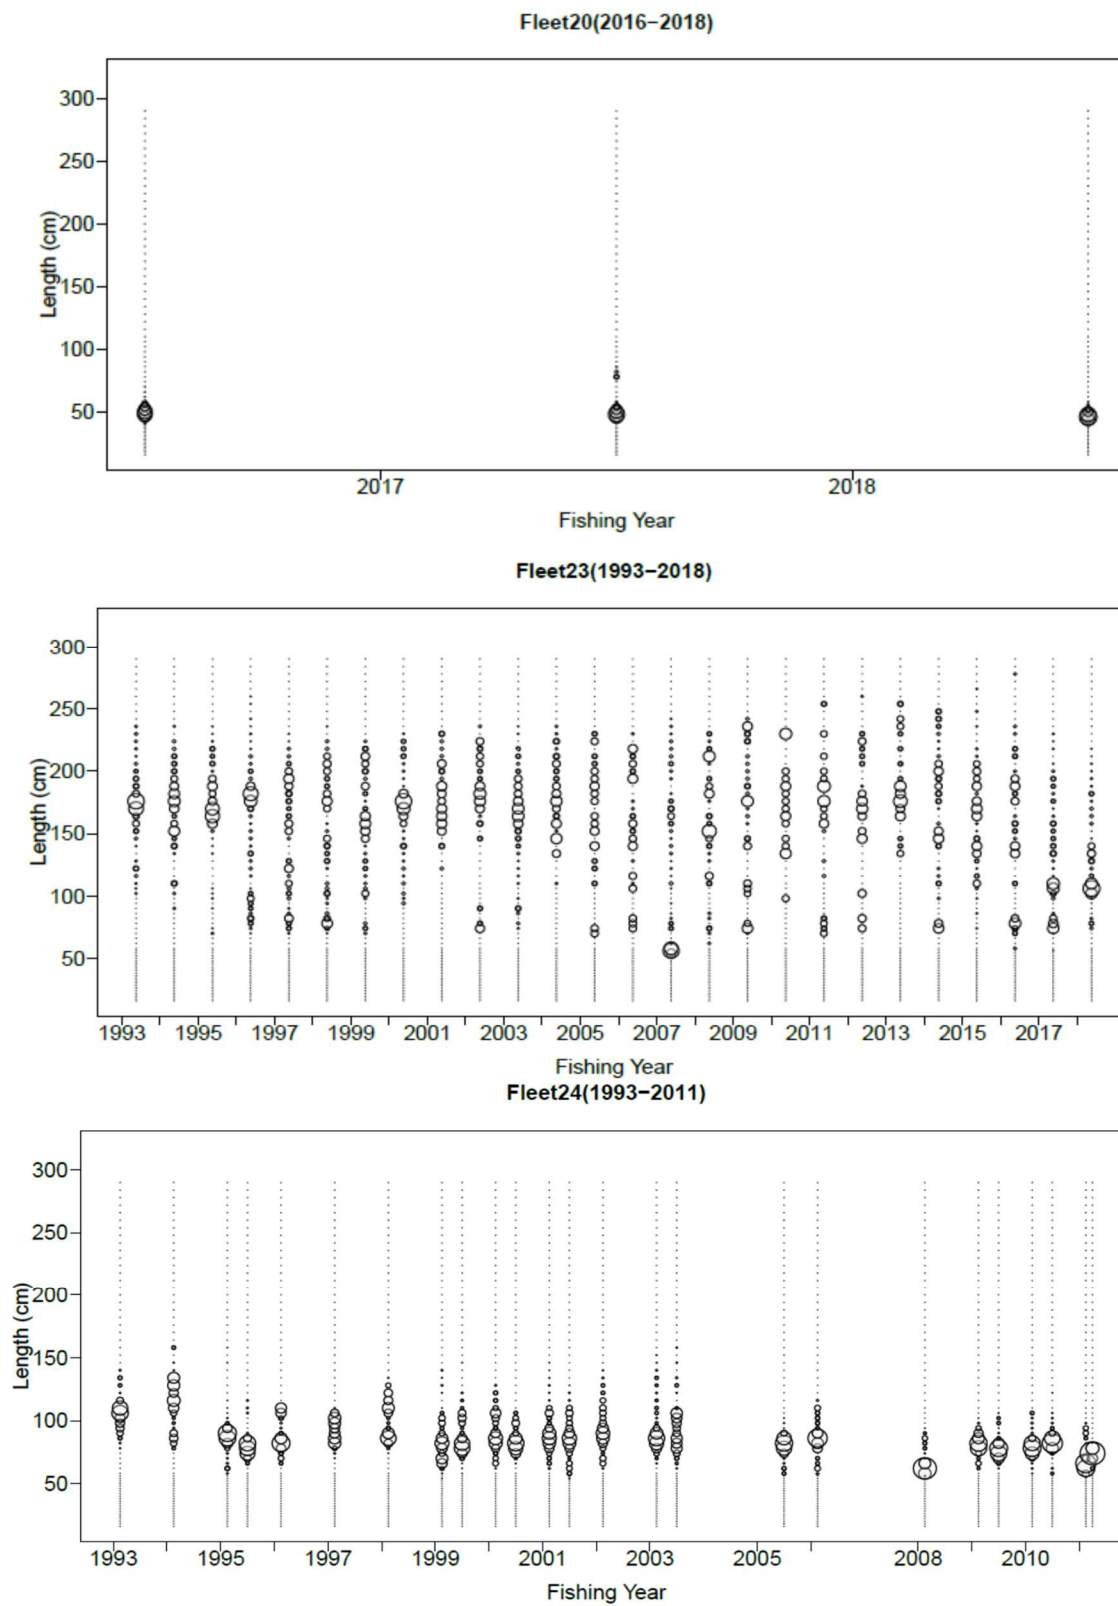 Fleet20(2016−2018)
300
250
200
150
100
50
Length (cm)
2017 2018
Fishing Year
Fleet23(1993−2018)
300
250
200
150
100
50
Length (cm)
1993 1995 1997 1999 2001 2003 2005 2007 2009 2011 2013 2015 2017
Fishing Year
Fleet24(1993−2011)
300
250
200
150
100
50
Length (cm)
1993 1995 1997 1999 2001 2003 2005 2008 2010
Fishing Year